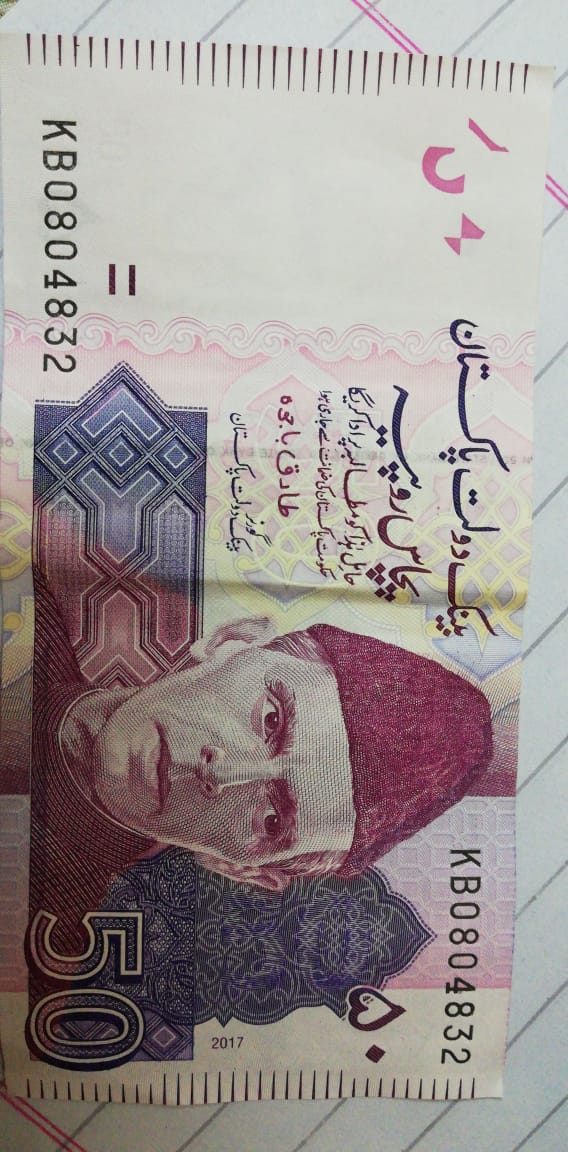 بینک دولت پاکستان
پچاس روپیہ
حامل ہٰذا کو مطالبہ پر ادا کرے گا
حکومت پاکستان کی ضمانت سے جاری ہوا
طارق باجوہ
گورنر
بینک دولت پاکستان
KB0804832
KB0804832
۵۰
50
2017